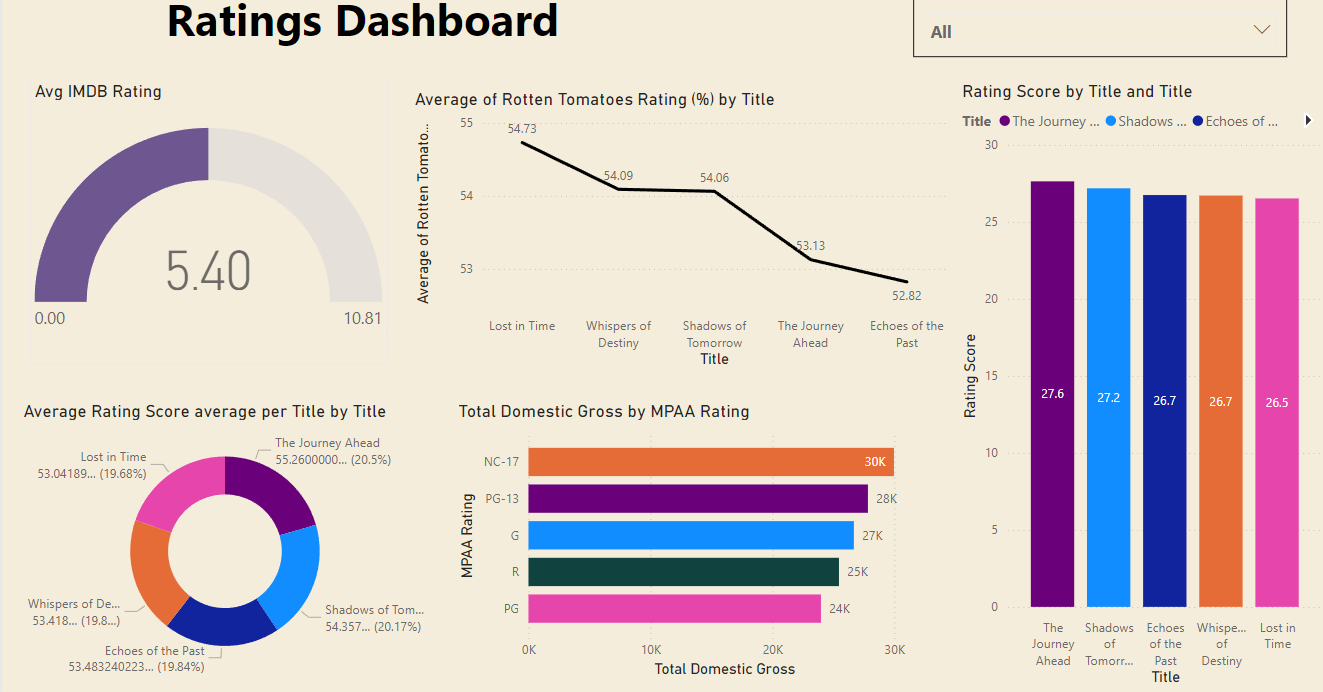 Ratings Dashboard
All
Avg IMDB Rating
5.40
0.00
10.81
Average of Rotten Tomatoes Rating (%) by Title
Average of Rotten Tomato...
55
54
53
54.73
54.09
54.06
53.13
52.82
Lost in Time
Whispers of
Destiny
Shadows of
Tomorrow
The Journey
Ahead
Echoes of the
Past
Title
Rating Score by Title and Title
Title The Journey ... Shadows ... Echoes of ...
Rating Score
30
25
20
15
10
5
0
27.6
27.2
26.7
26.7
26.5
The
Journey
Ahead
Shadows
of
Tomorr...
Echoes
of the
Past
Whispe...
of
Destiny
Lost in
Time
Title
Average Rating Score average per Title by Title
The Journey Ahead
55.2600000... (20.5%)
Shadows of Tom...
54.357... (20.17%)
Echoes of the Past
53.483240223... (19.84%)
Whispers of De...
53.418... (19.8...)
Lost in Time
53.04189... (19.68%)
Total Domestic Gross by MPAA Rating
MPAA Rating
NC-17 30K
PG-13 28K
G 27K
R 25K
PG 24K
0K 10K 20K 30K
Total Domestic Gross